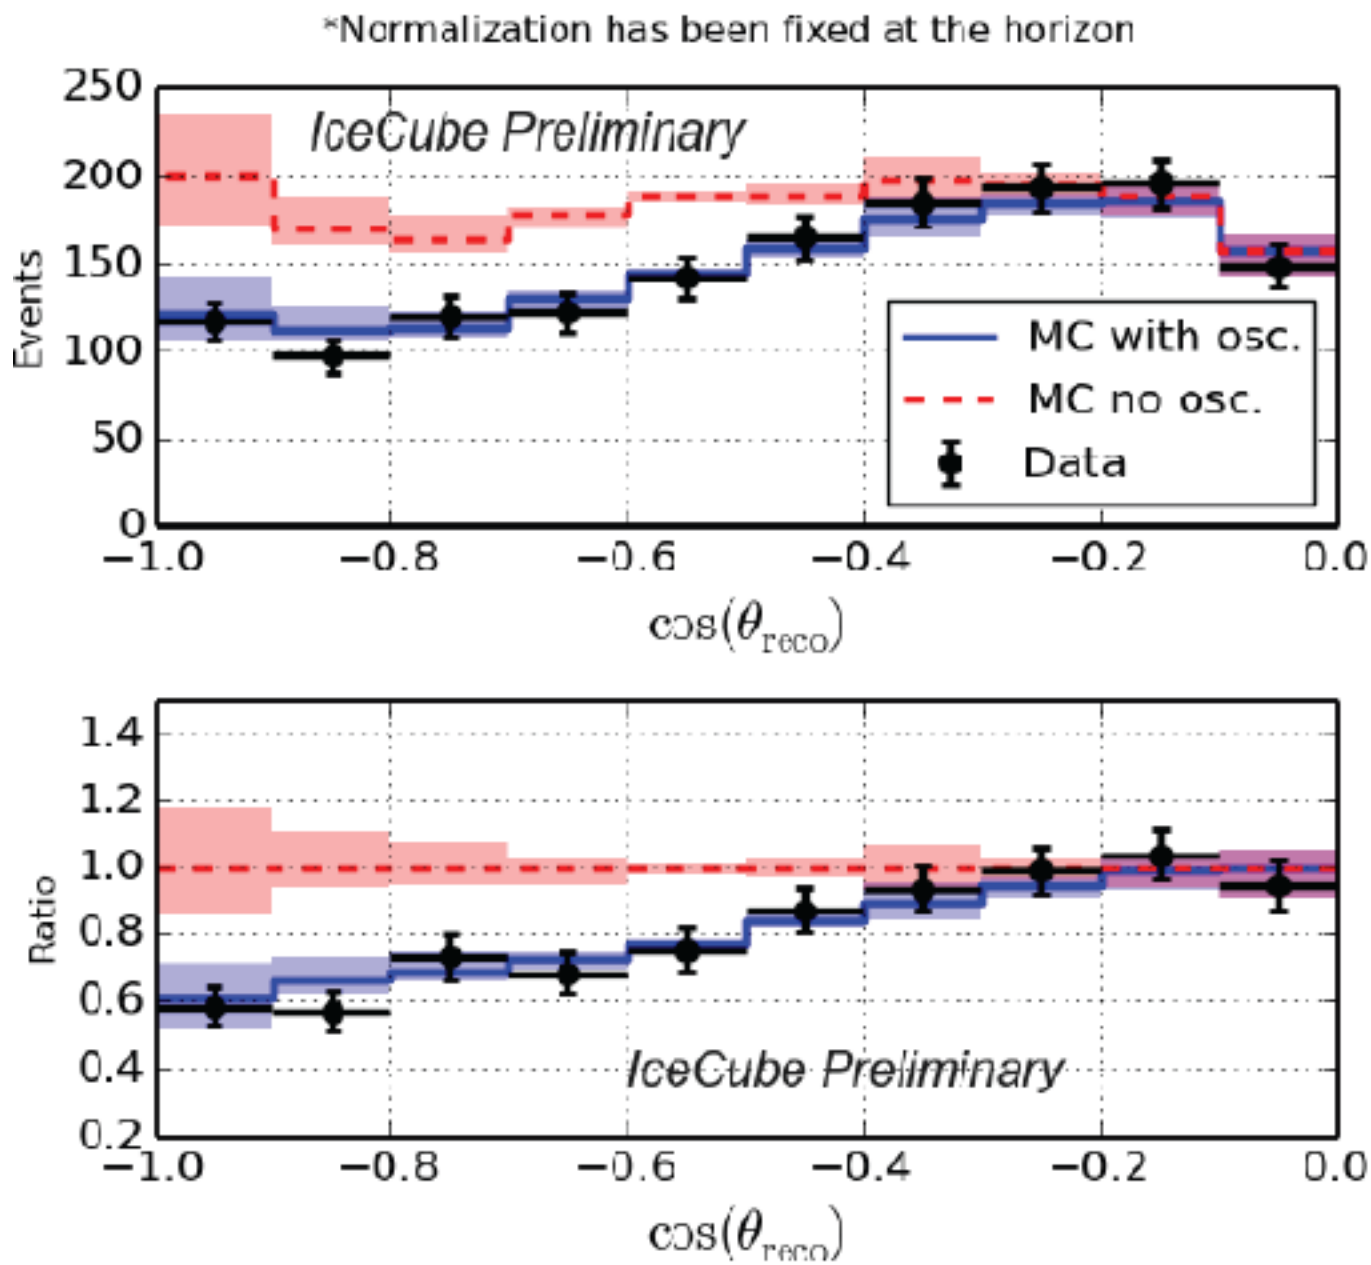 *Normalization has been fixed at the horizon
250
200
150
100
50
0
Events
IceCube Preliminary
MC with osc.
MC no osc.
Data
−1.0 −0.8 −0.6 −0.4 −0.2 0.0
cos(θreco)
1.4
1.2
1.0
0.8
0.6
0.4
0.2
Ratio
IceCube Preliminary
−1.0 −0.8 −0.6 −0.4 −0.2 0.0
cos(θreco)